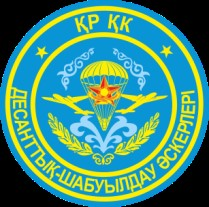 ҚР ҚК
ДЕСАНТТЫҚ-ШАБУЫЛДАУ ӘСКЕРЛЕРІ